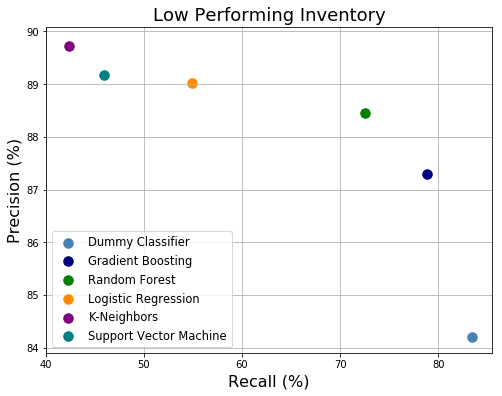 Low Performing Inventory
90
89
88
87
86
85
84
Precision (%)
Dummy Classifier
Gradient Boosting
Random Forest
Logistic Regression
K-Neighbors
Support Vector Machine
40 50 60 70 80
Recall (%)